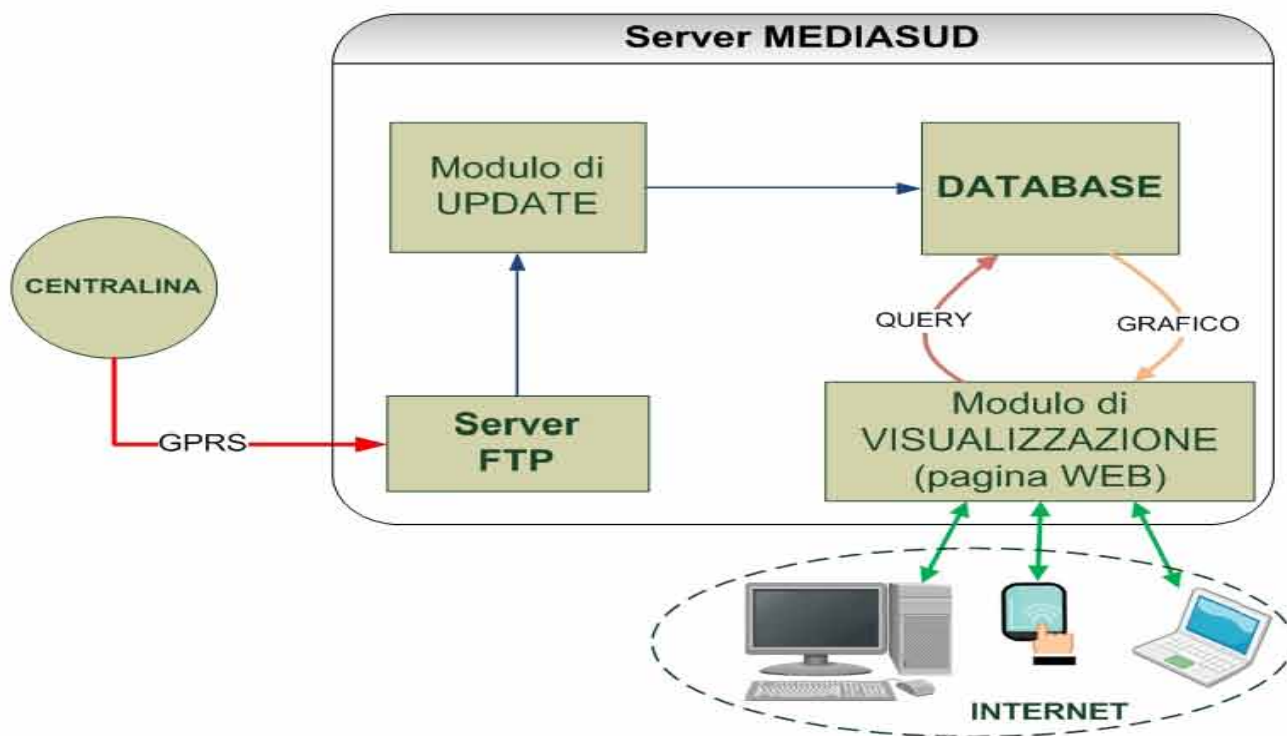 Server MEDIASUD
Modulo di
UPDATE
DATABASE
CENTRALINA
QUERY
GRAFICO
GPRS
Server
FTP
Modulo di
VISUALIZZAZIONE
(pagina WEB)
INTERNET